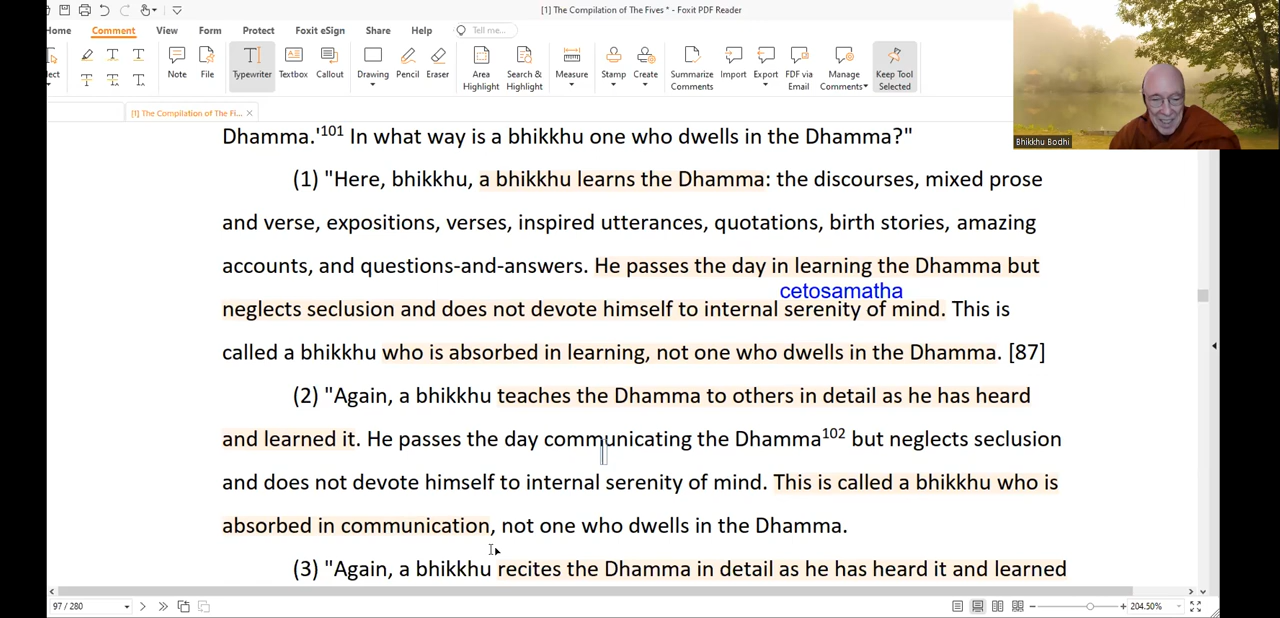 [1] The Compilation of The Fives * - Foxit PDF Reader
Home Comment View Form Protect Foxit eSign Share Help Tell me...
Note File Typewriter Textbox Callout Drawing Pencil Eraser Area Highlight Search & Highlight Measure Stamp Create Summarize Comments Import Export FDF via Email Manage Comments Keep Tool Selected
[1] The Compilation of The Fi...
Bhikkhu Bodhi
Dhamma.'101 In what way is a bhikkhu one who dwells in the Dhamma?"
(1) "Here, bhikkhu, a bhikkhu learns the Dhamma: the discourses, mixed prose
and verse, expositions, verses, inspired utterances, quotations, birth stories, amazing
accounts, and questions-and-answers. He passes the day in learning the Dhamma but
cetosamatha
neglects seclusion and does not devote himself to internal serenity of mind. This is
called a bhikkhu who is absorbed in learning, not one who dwells in the Dhamma. [87]
(2) "Again, a bhikkhu teaches the Dhamma to others in detail as he has heard
and learned it. He passes the day communicating the Dhamma102 but neglects seclusion
and does not devote himself to internal serenity of mind. This is called a bhikkhu who is
absorbed in communication, not one who dwells in the Dhamma.
(3) "Again, a bhikkhu recites the Dhamma in detail as he has heard it and learned
97 / 280
204.50%